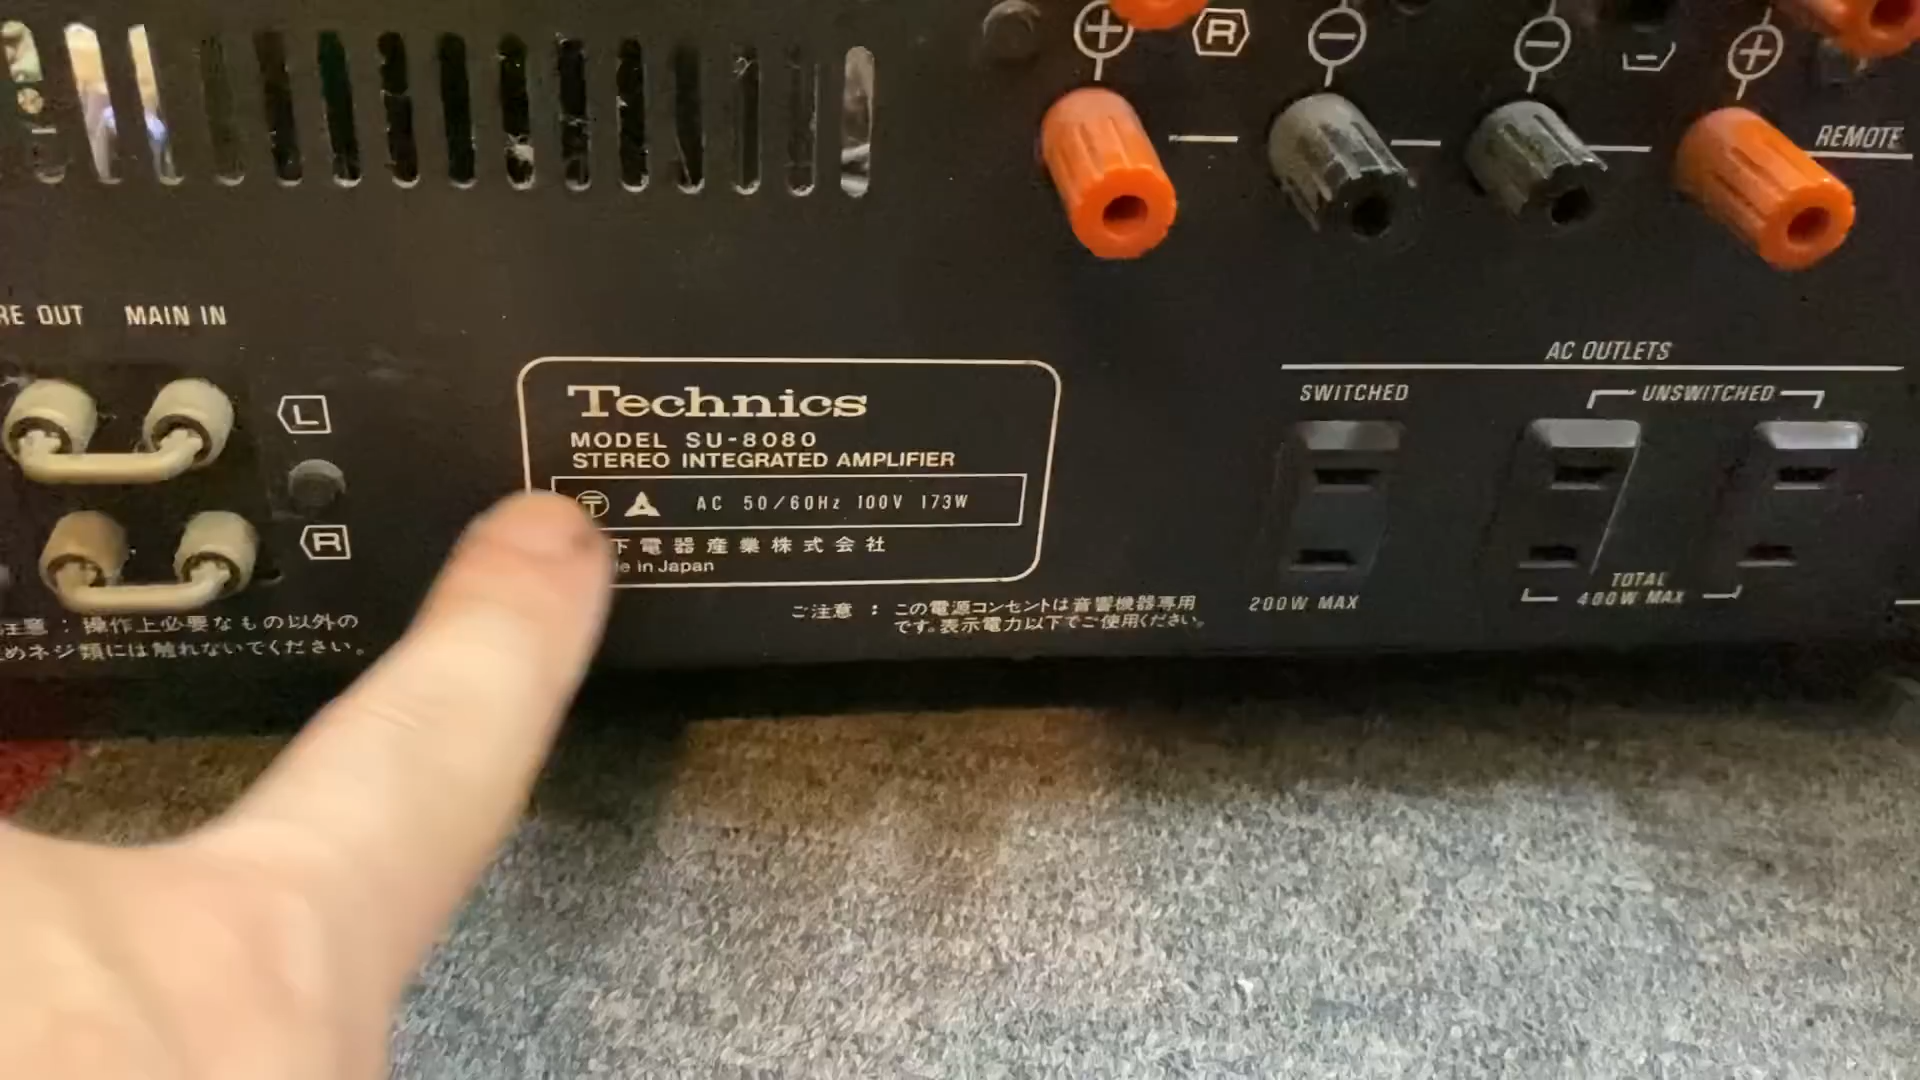 R
REMOTE
RE OUT MAIN IN
L
R
Technics
MODEL SU-8080
STEREO INTEGRATED AMPLIFIER
〒 AC 50/60Hz 100V 173W
下電器産業株式会社
e in Japan
AC OUTLETS
SWITCHED
UNSWITCHED
200W MAX
TOTAL
400W MAX
注意：操作上必要なもの以外の
めネジ類には触れないでください。
ご注意：この電源コンセントは音響機器専用
です。表示電力以下でご使用ください。